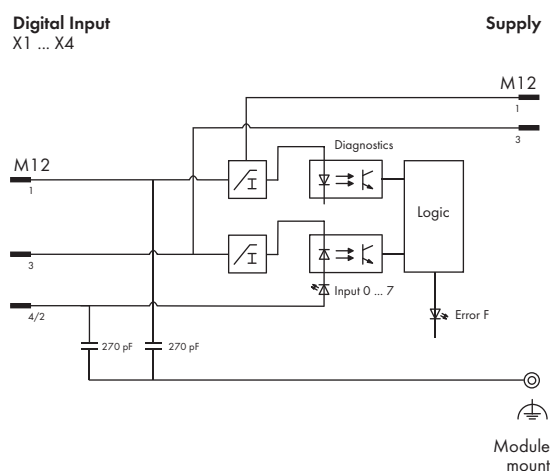 Digital Input
X1 ... X4
Supply
M12
1
3
Diagnostics
M12
1
I
Logic
3
I
4/2
Input 0 ... 7
Error F
270 pF
270 pF
Module
mount